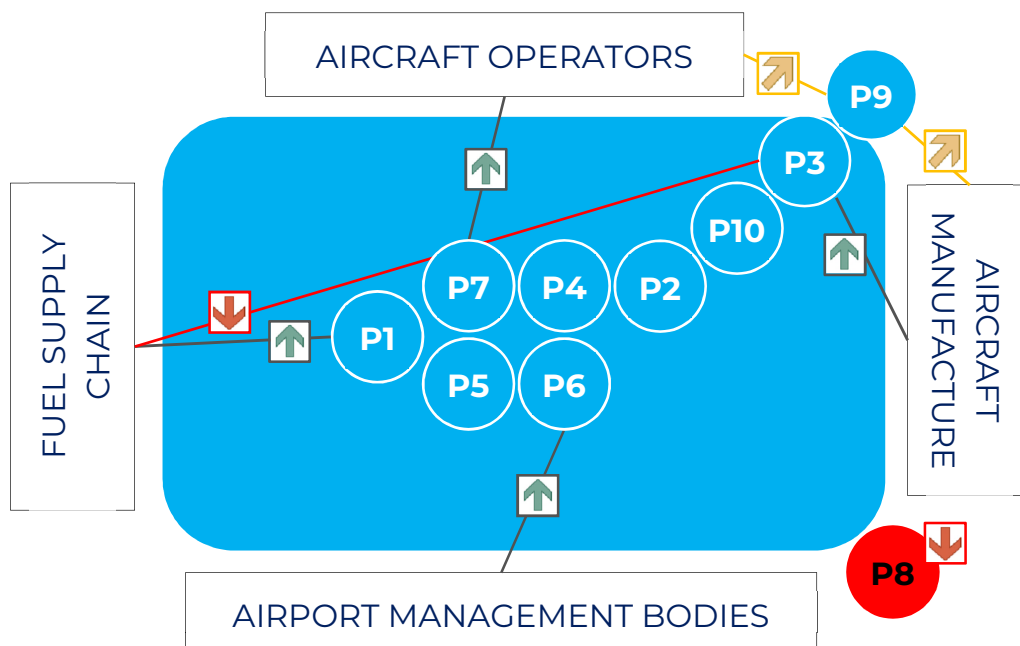 AIRCRAFT OPERATORS
P9
P3
P10
P7
P4
P2
P1
P5
P6
P8
FUEL SUPPLY
CHAIN
AIRCRAFT
MANUFACTURE
AIRPORT MANAGEMENT BODIES